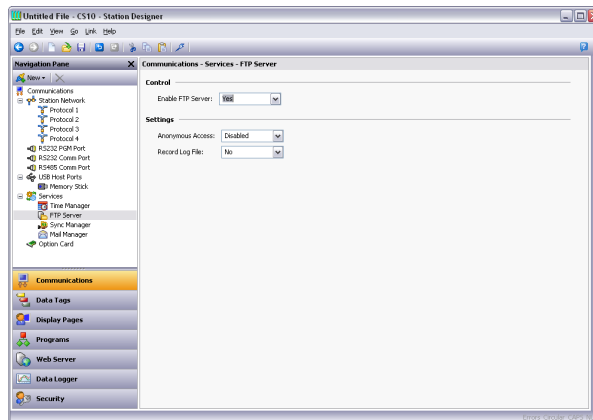 Untitled File - CS10 - Station Designer
File Edit View Go Link Help
Navigation Pane X
New
Communications
Station Network
Protocol 1
Protocol 2
Protocol 3
Protocol 4
RS232 PGM Port
RS232 Comm Port
RS485 Comm Port
USB Host Ports
Memory Stick
Services
Time Manager
FTP Server
Sync Manager
Mail Manager
Option Card
Communications
Data Tags
Display Pages
Programs
Web Server
Data Logger
Security
Communications - Services - FTP Server
Control
Enable FTP Server: Yes
Settings
Anonymous Access: Disabled
Record Log File: No
Errors Circular CAPS